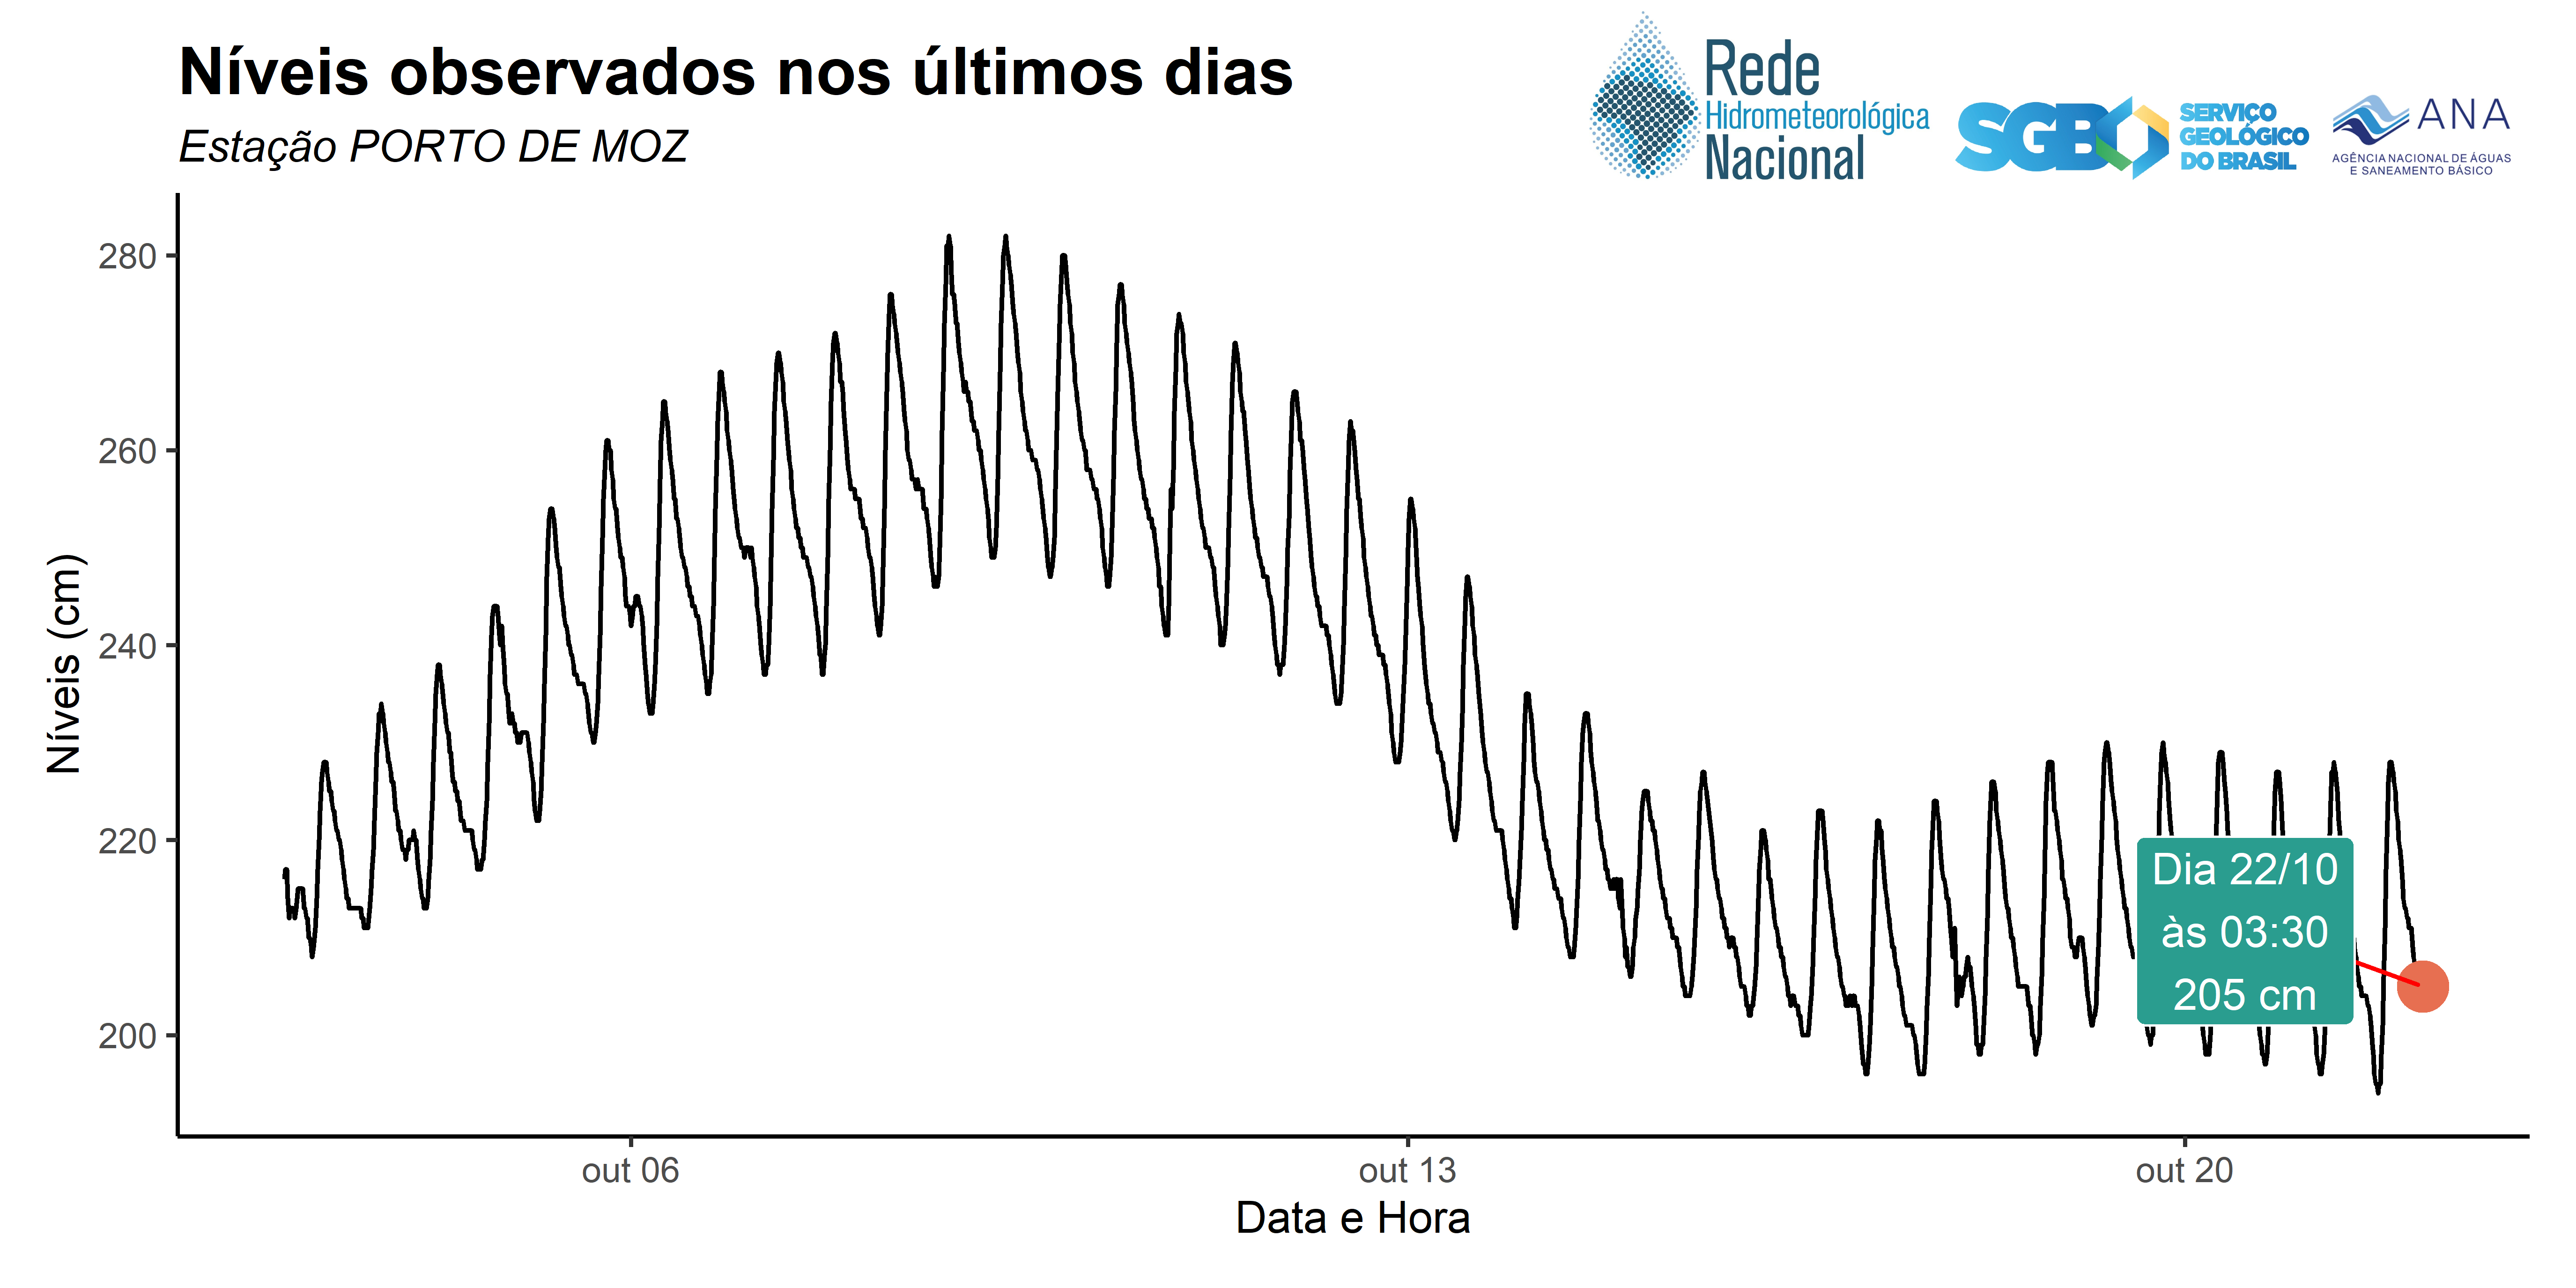 Níveis observados nos últimos dias
Estação PORTO DE MOZ
Rede
Hidrometeorológica
Nacional
SGB
SERVIÇO
GEOLÓGICO
DO BRASIL
ANA
AGÊNCIA NACIONAL DE ÁGUAS
E SANEAMENTO BÁSICO
Níveis (cm)
280
260
240
220
200
Dia 22/10
às 03:30
205 cm
out 06
out 13
out 20
Data e Hora